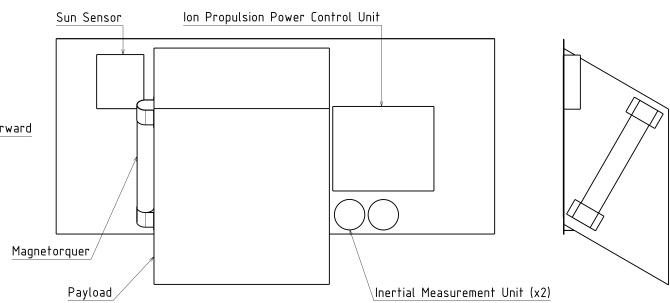 Sun Sensor
Ion Propulsion Power Control Unit
rward
Magnetorquer
Payload
Inertial Measurement Unit (x2)